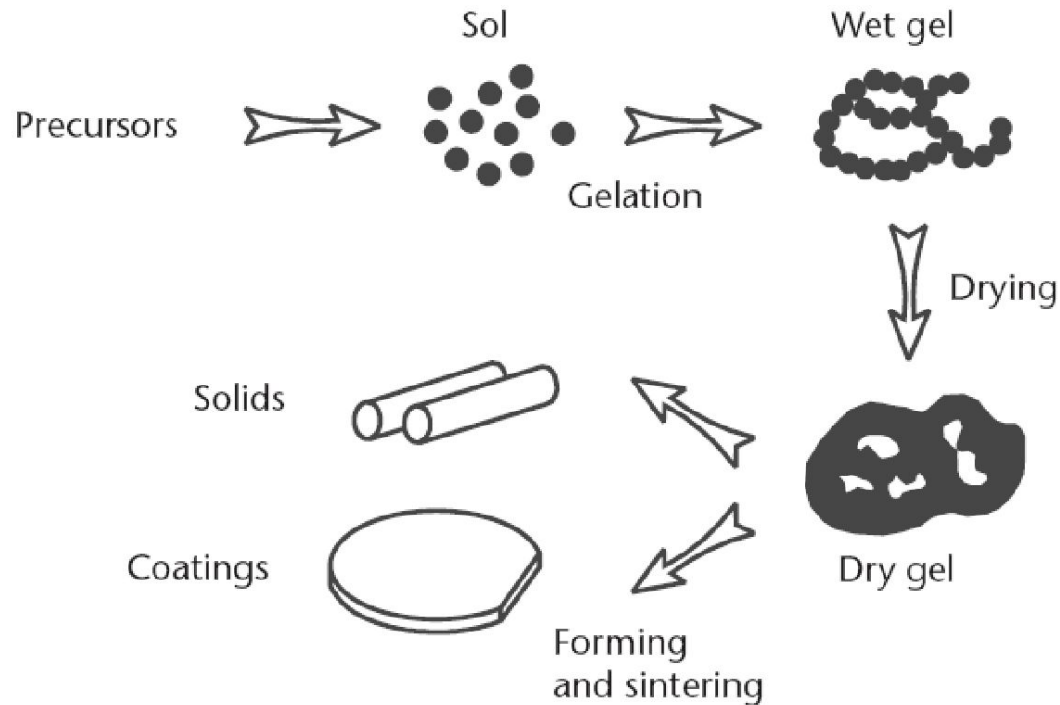 Sol
Wet gel
Precursors
Gelation
Drying
Solids
Coatings
Dry gel
Forming
and sintering